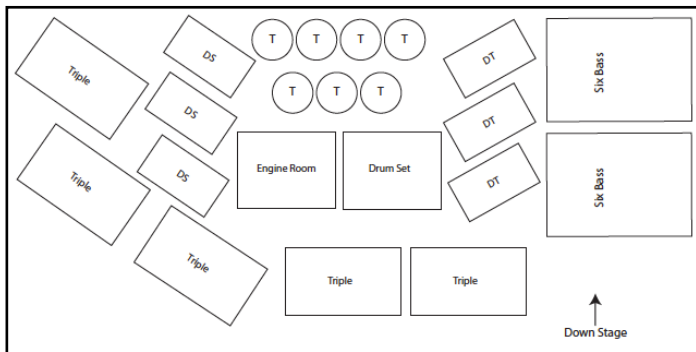 T T T T
DS
DT
Triple
Six Bass
T T T
DS
DT
Engine Room Drum Set
DS
DT
Triple
Six Bass
Triple
Triple Triple
Down Stage